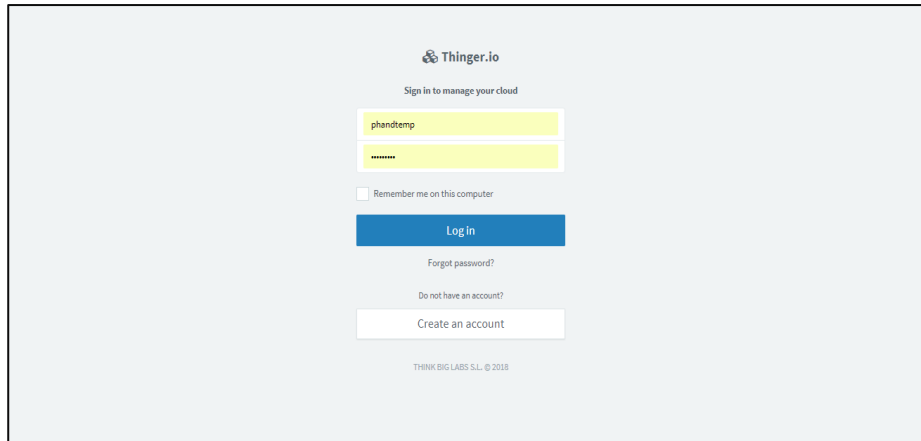 Thinger.io
Sign in to manage your cloud
phandtemp
•••••••••
Remember me on this computer
Log in
Forgot password?
Do not have an account?
Create an account
THINK BIG LABS S.L. © 2018